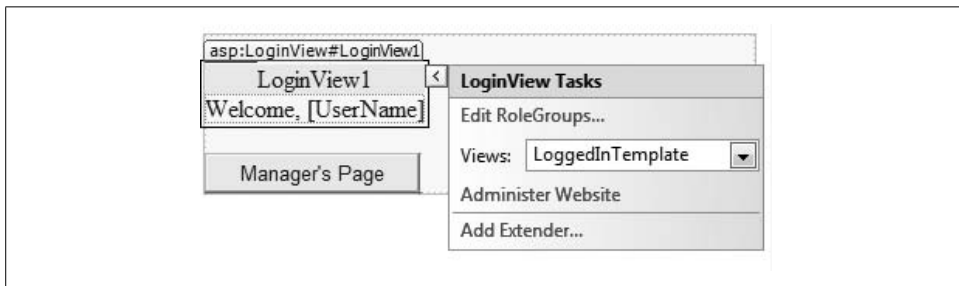 asp:LoginView#LoginView1
LoginView1
Welcome, [UserName]
Manager's Page
<
LoginView Tasks
Edit RoleGroups...
Views: LoggedInTemplate
Administer Website
Add Extender...